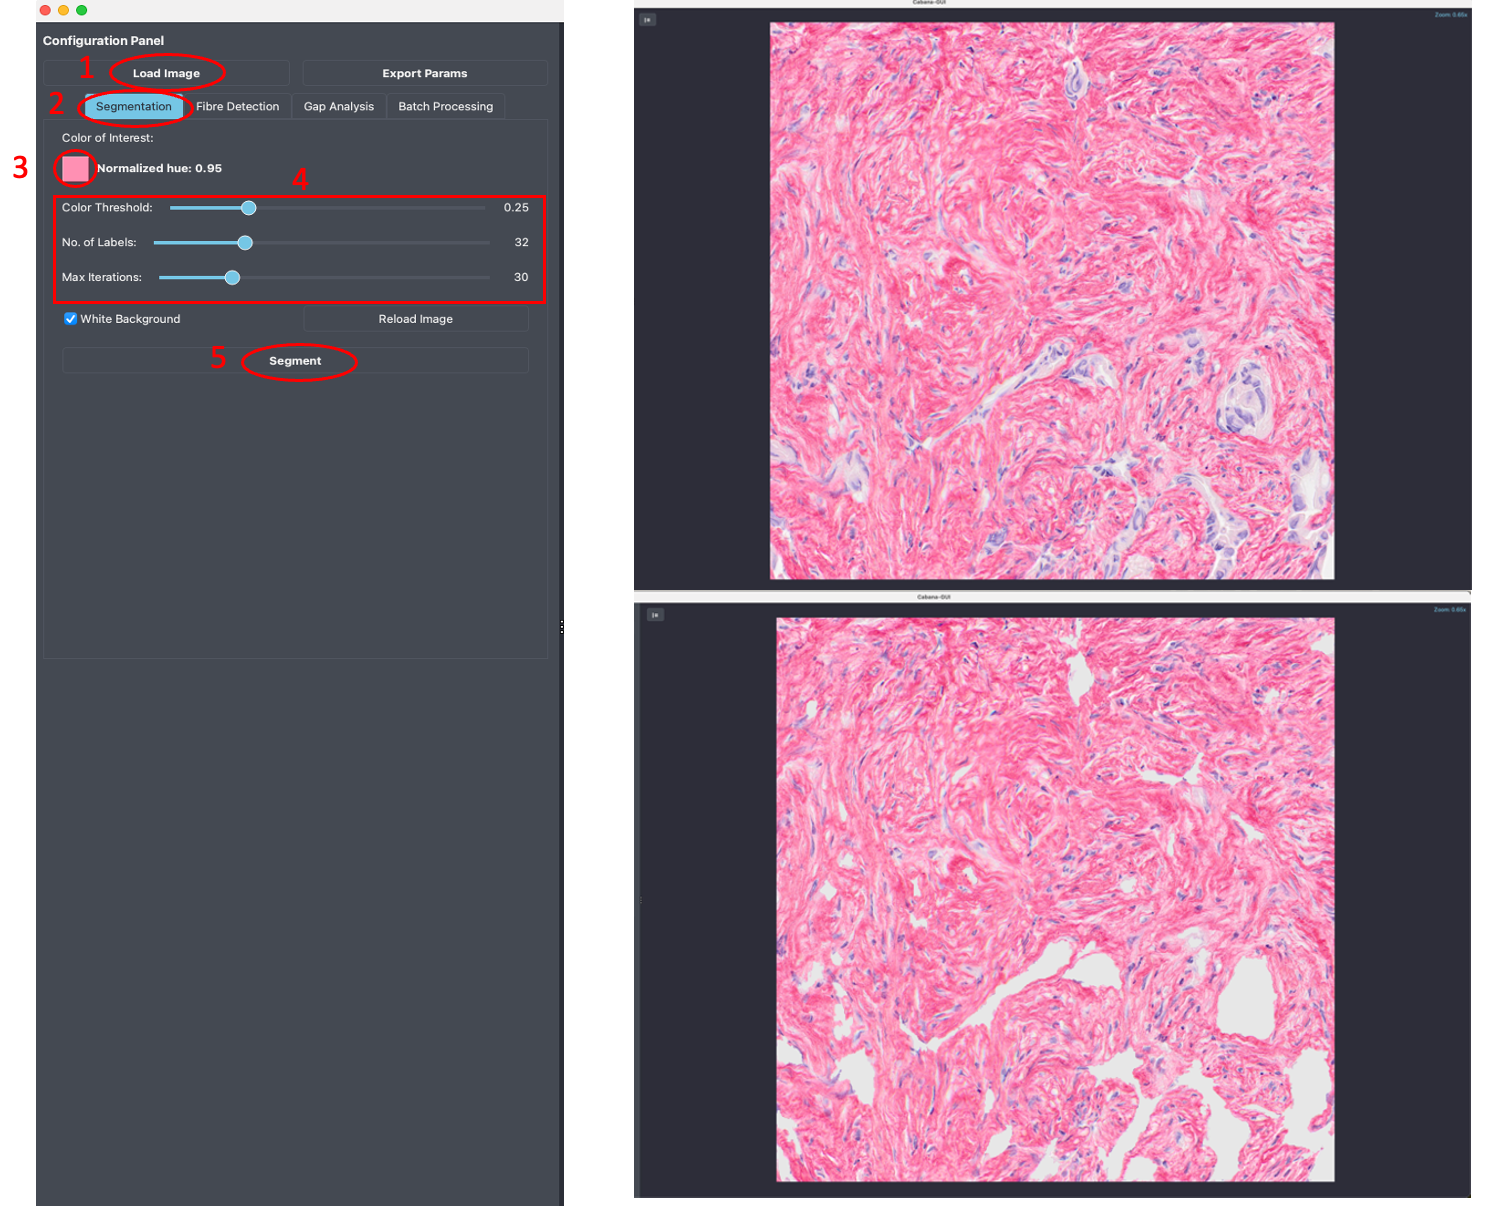 Configuration Panel
1 Load Image Export Params
2 Segmentation Fibre Detection Gap Analysis Batch Processing
Color of Interest:
3 Normalized hue: 0.95
4
Color Threshold: 0.25
No. of Labels: 32
Max Iterations: 30
White Background Reload Image
5 Segment
Cabana-GUI
Zoom: 0.65x
Cabana-GUI
Zoom: 0.65x